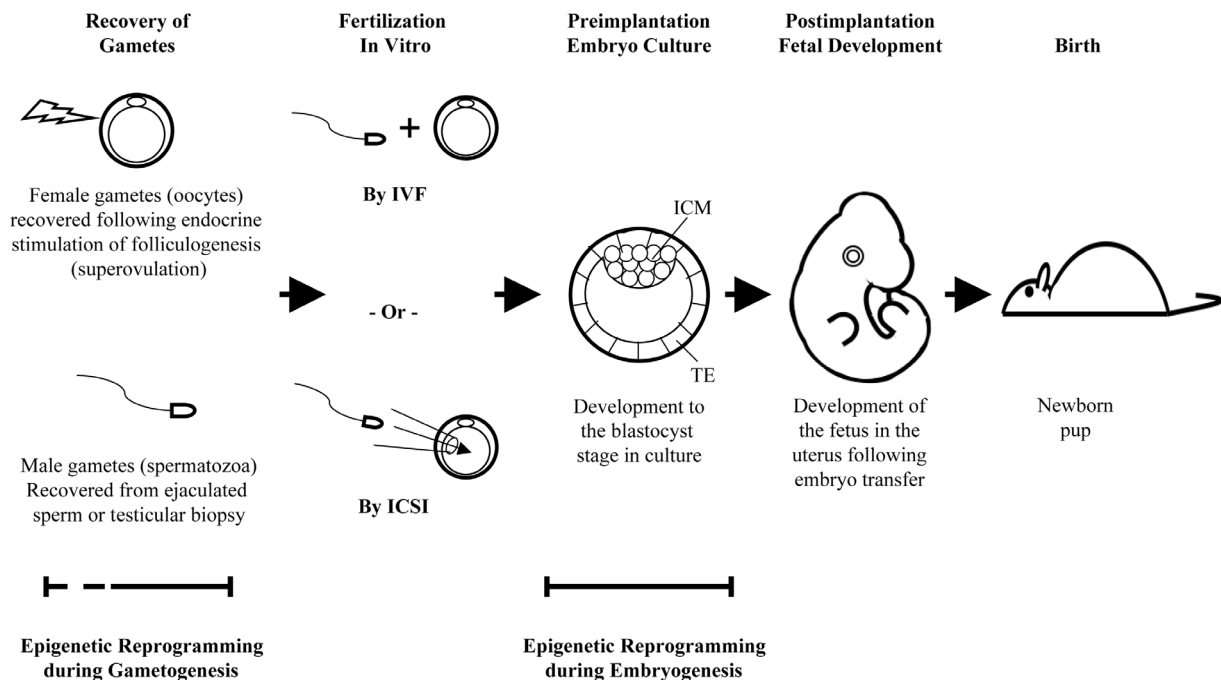 Recovery of
Gametes
Fertilization
In Vitro
Preimplantation
Embryo Culture
Postimplantation
Fetal Development
Birth
Female gametes (oocytes)
recovered following endocrine
stimulation of folliculogenesis
(superovulation)
Male gametes (spermatozoa)
Recovered from ejaculated
sperm or testicular biopsy
+
By IVF
- Or -
By ICSI
ICM
TE
Development to
the blastocyst
stage in culture
Development of
the fetus in the
uterus following
embryo transfer
Newborn
pup
Epigenetic Reprogramming
during Gametogenesis
Epigenetic Reprogramming
during Embryogenesis